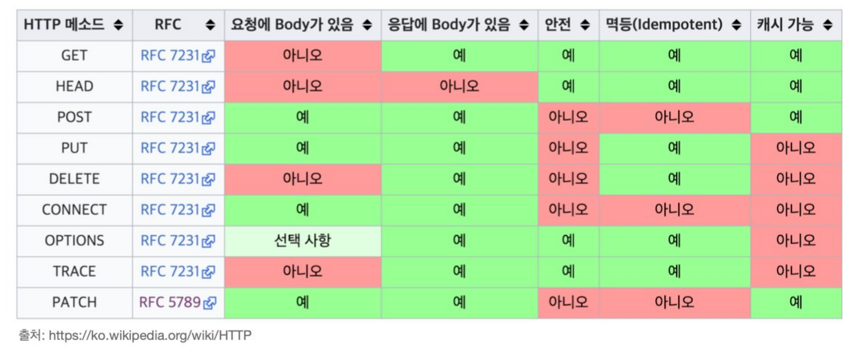 HTTP 메소드 RFC 요청에 Body가 있음 응답에 Body가 있음 안전 멱등(Idempotent) 캐시 가능
GET RFC 7231 아니오 예 예 예 예
HEAD RFC 7231 아니오 아니오 예 예 예
POST RFC 7231 예 예 아니오 아니오 예
PUT RFC 7231 예 예 아니오 예 아니오
DELETE RFC 7231 아니오 예 아니오 예 아니오
CONNECT RFC 7231 예 예 아니오 아니오 아니오
OPTIONS RFC 7231 선택 사항 예 예 예 아니오
TRACE RFC 7231 아니오 예 예 예 아니오
PATCH RFC 5789 예 예 아니오 아니오 예
출처: https://ko.wikipedia.org/wiki/HTTP